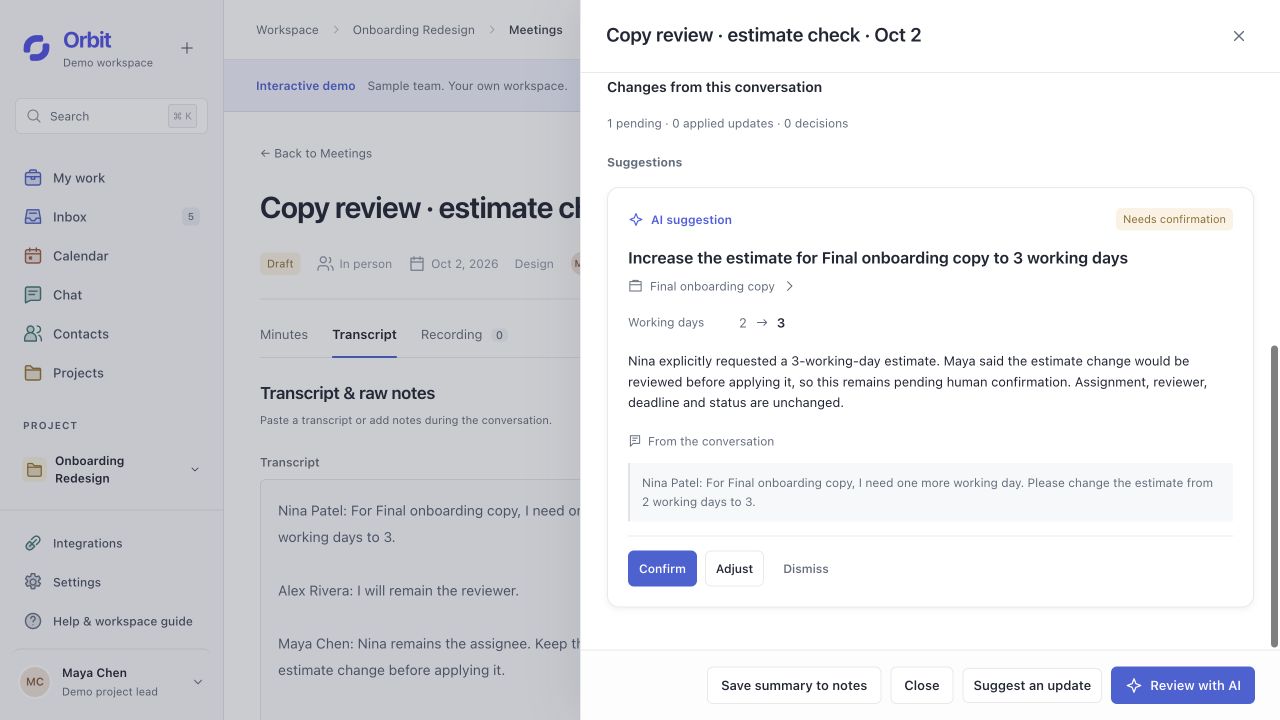 Orbit
Demo workspace
Search
⌘ K
My work
Inbox
5
Calendar
Chat
Contacts
Projects
PROJECT
Onboarding
Redesign
Integrations
Settings
Help & workspace guide
MC
Maya Chen
Demo project lead
Workspace
Onboarding Redesign
Meetings
Interactive demo Sample team. Your own workspace.
← Back to Meetings
Copy review · estimate
Draft In person Oct 2, 2026 Design
Minutes Transcript Recording 0
Transcript & raw notes
Paste a transcript or add notes during the conversation.
Transcript
Nina Patel: For Final onboarding copy, I need
working days to 3.
Alex Rivera: I will remain the reviewer.
Maya Chen: Nina remains the assignee. Keep
estimate change before applying it.
Copy review · estimate check · Oct 2
Changes from this conversation
1 pending · 0 applied updates · 0 decisions
Suggestions
AI suggestion
Needs confirmation
Increase the estimate for Final onboarding copy to 3 working days
Final onboarding copy
Working days 2 → 3
Nina explicitly requested a 3-working-day estimate. Maya said the estimate change would be
reviewed before applying it, so this remains pending human confirmation. Assignment, reviewer,
deadline and status are unchanged.
From the conversation
Nina Patel: For Final onboarding copy, I need one more working day. Please change the estimate from
2 working days to 3.
Confirm Adjust Dismiss
Save summary to notes Close Suggest an update Review with AI